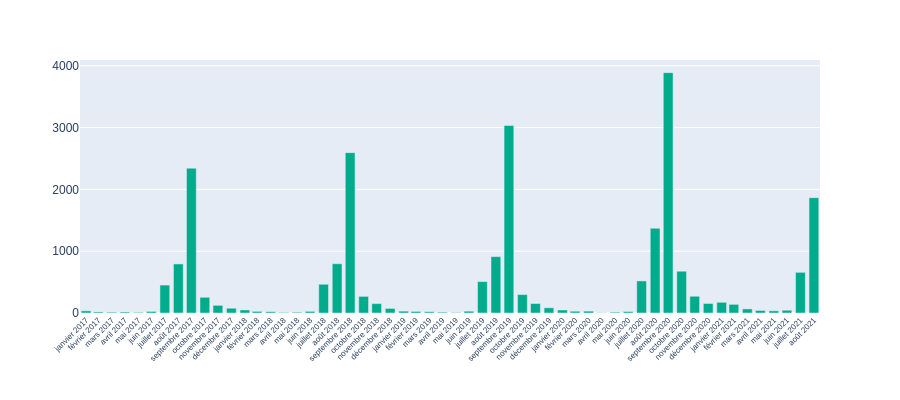 4000
3000
2000
1000
0
janvier 2017
février 2017
mars 2017
avril 2017
mai 2017
juin 2017
juillet 2017
août 2017
septembre 2017
octobre 2017
novembre 2017
décembre 2017
janvier 2018
février 2018
mars 2018
avril 2018
mai 2018
juin 2018
juillet 2018
août 2018
septembre 2018
octobre 2018
novembre 2018
décembre 2018
janvier 2019
février 2019
mars 2019
avril 2019
mai 2019
juin 2019
juillet 2019
août 2019
septembre 2019
octobre 2019
novembre 2019
décembre 2019
janvier 2020
février 2020
mars 2020
avril 2020
mai 2020
juin 2020
juillet 2020
août 2020
septembre 2020
octobre 2020
novembre 2020
décembre 2020
janvier 2021
février 2021
mars 2021
avril 2021
mai 2021
juin 2021
juillet 2021
août 2021